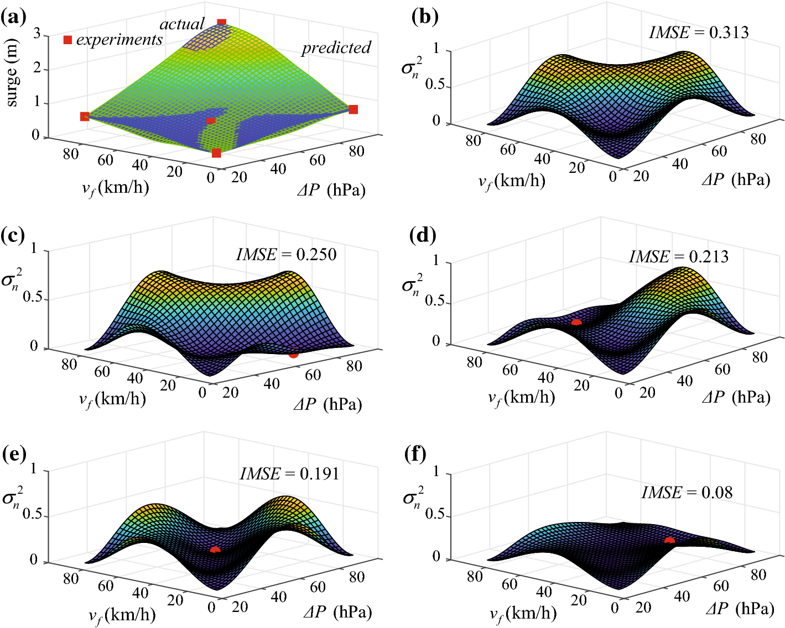 (a)
actual
experiments
predicted
surge (m)
3
2
1
0
80 60 40 20 0
20 40 60 80
v_f (km/h)
ΔP (hPa)
(b)
IMSE = 0.313
σ_n^2
1
0.5
0
80 60 40 20 0
20 40 60 80
v_f (km/h)
ΔP (hPa)
(c)
IMSE = 0.250
σ_n^2
1
0.5
0
80 60 40 20 0
20 40 60 80
v_f (km/h)
ΔP (hPa)
(d)
IMSE = 0.213
σ_n^2
1
0.5
0
80 60 40 20 0
20 40 60 80
v_f (km/h)
ΔP (hPa)
(e)
IMSE = 0.191
σ_n^2
1
0.5
0
80 60 40 20 0
20 40 60 80
v_f (km/h)
ΔP (hPa)
(f)
IMSE = 0.08
σ_n^2
1
0.5
0
80 60 40 20 0
20 40 60 80
v_f (km/h)
ΔP (hPa)